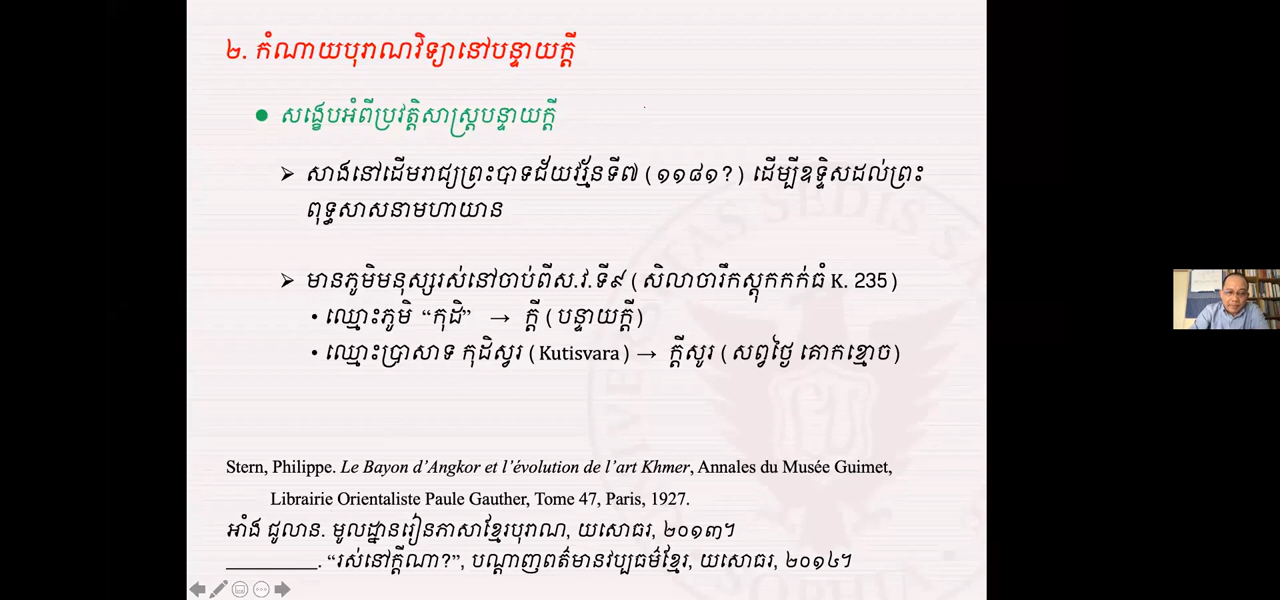 ២. កំណាយបុរាណវិទ្យានៅបន្ទាយក្ដី
សង្ខេបអំពីប្រវត្តិសាស្ត្របន្ទាយក្ដី
សាងនៅដើមរាជ្យព្រះបាទជ័យវរ្ម័នទី៧ (១១៨១?) ដើម្បីឧទ្ទិសដល់ព្រះ
ពុទ្ធសាសនាមហាយាន
មានភូមិមនុស្សរស់នៅចាប់ពីស.វ.ទី៩ (សិលាចារឹកស្ដុកកក់ធំ K. 235)
• ឈ្មោះភូមិ “កុដិ” → ក្ដី (បន្ទាយក្ដី)
• ឈ្មោះប្រាសាទ កុដិស្វរ (Kutisvara) → ក្ដីសូរ (សព្វថ្ងៃ គោកខ្មោច)
Stern, Philippe. Le Bayon d’Angkor et l’évolution de l’art Khmer, Annales du Musée Guimet,
Librairie Orientaliste Paule Gauther, Tome 47, Paris, 1927.
អាំង ជូលាន. មូលដ្ឋានរៀនភាសាខ្មែរបុរាណ, យសោធរ, ២០១៣។
__________. “រស់នៅក្ដីណា?”, បណ្ដាញពត៌មានវប្បធម៌ខ្មែរ, យសោធរ, ២០១៤។